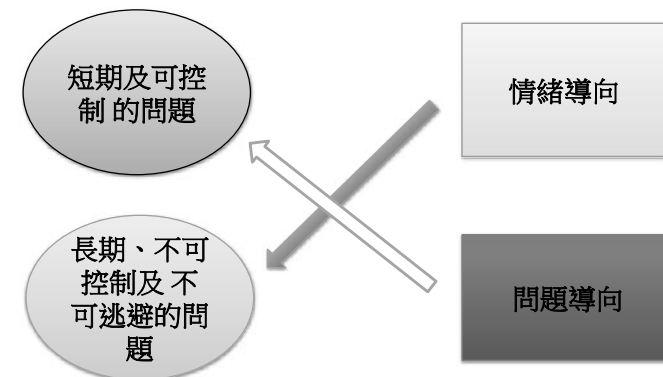 短期及可控
制 的問題
情緒導向
長期、不可
控制及 不
可逃避的問
題
問題導向